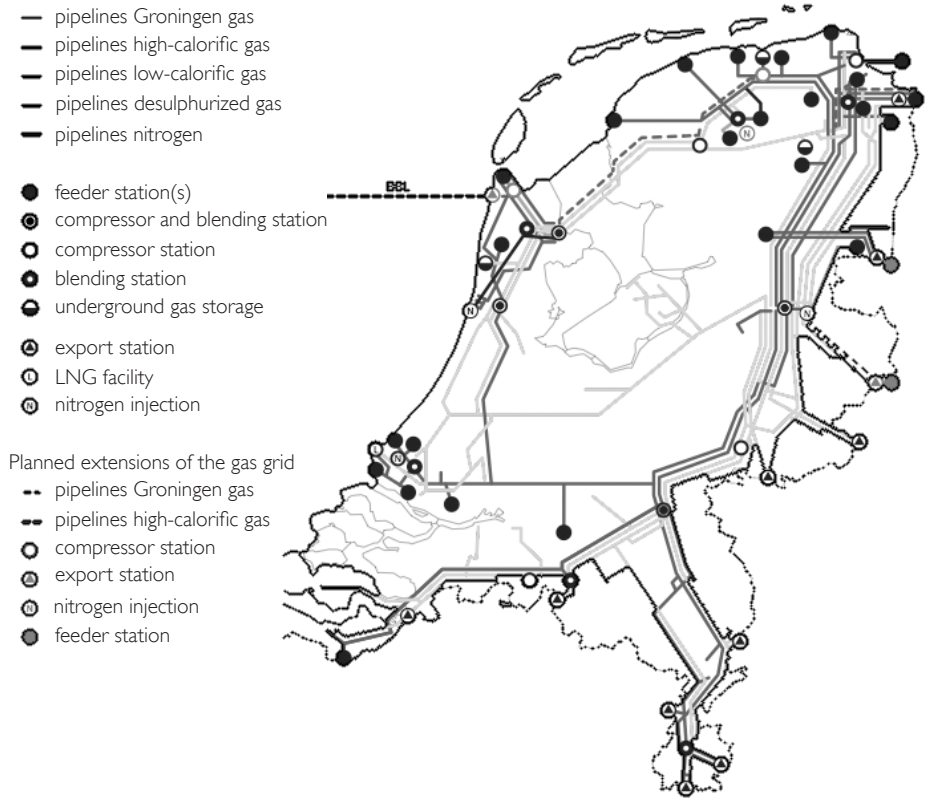 pipelines Groningen gas
pipelines high-calorific gas
pipelines low-calorific gas
pipelines desulphurized gas
pipelines nitrogen
feeder station(s)
compressor and blending station
compressor station
blending station
underground gas storage
export station
L LNG facility
N nitrogen injection
Planned extensions of the gas grid
pipelines Groningen gas
pipelines high-calorific gas
compressor station
export station
N nitrogen injection
feeder station
BBL
N
N
N
L
N